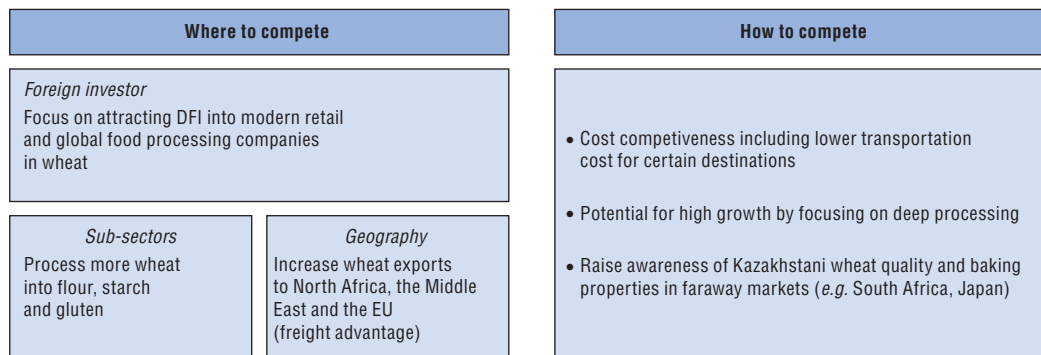 Where to compete
Foreign investor
Focus on attracting DFI into modern retail
and global food processing companies
in wheat
Sub-sectors
Process more wheat
into flour, starch
and gluten
Geography
Increase wheat exports
to North Africa, the Middle
East and the EU
(freight advantage)
How to compete
• Cost competiveness including lower transportation
cost for certain destinations
• Potential for high growth by focusing on deep processing
• Raise awareness of Kazakhstani wheat quality and baking
properties in faraway markets (e.g. South Africa, Japan)